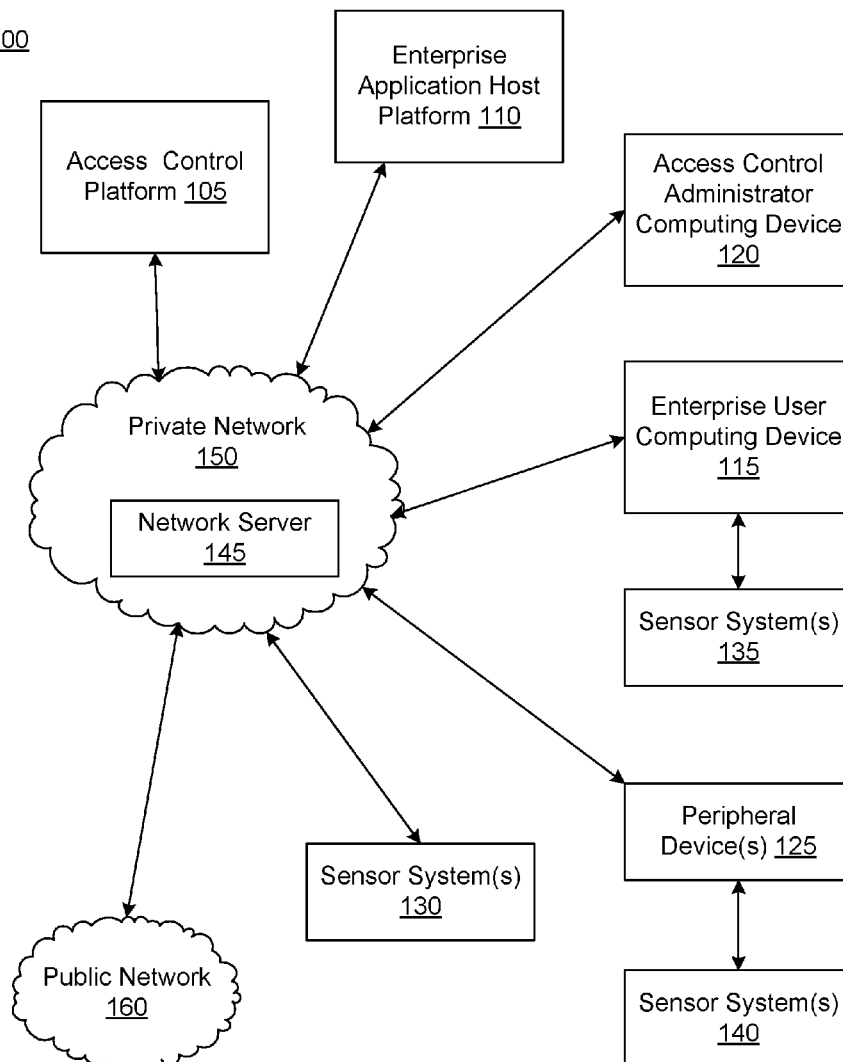 00
Enterprise
Application Host
Platform 110
Access Control
Platform 105
Access Control
Administrator
Computing Device
120
Enterprise User
Computing Device
115
Private Network
150
Network Server
145
Sensor System(s)
135
Peripheral
Device(s) 125
Sensor System(s)
130
Public Network
160
Sensor System(s)
140